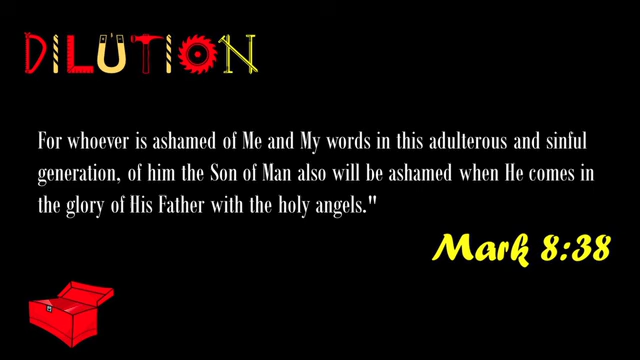 DILUTION
For whoever is ashamed of Me and My words in this adulterous and sinful
generation, of him the Son of Man also will be ashamed when He comes in
the glory of His Father with the holy angels."
Mark 8:38